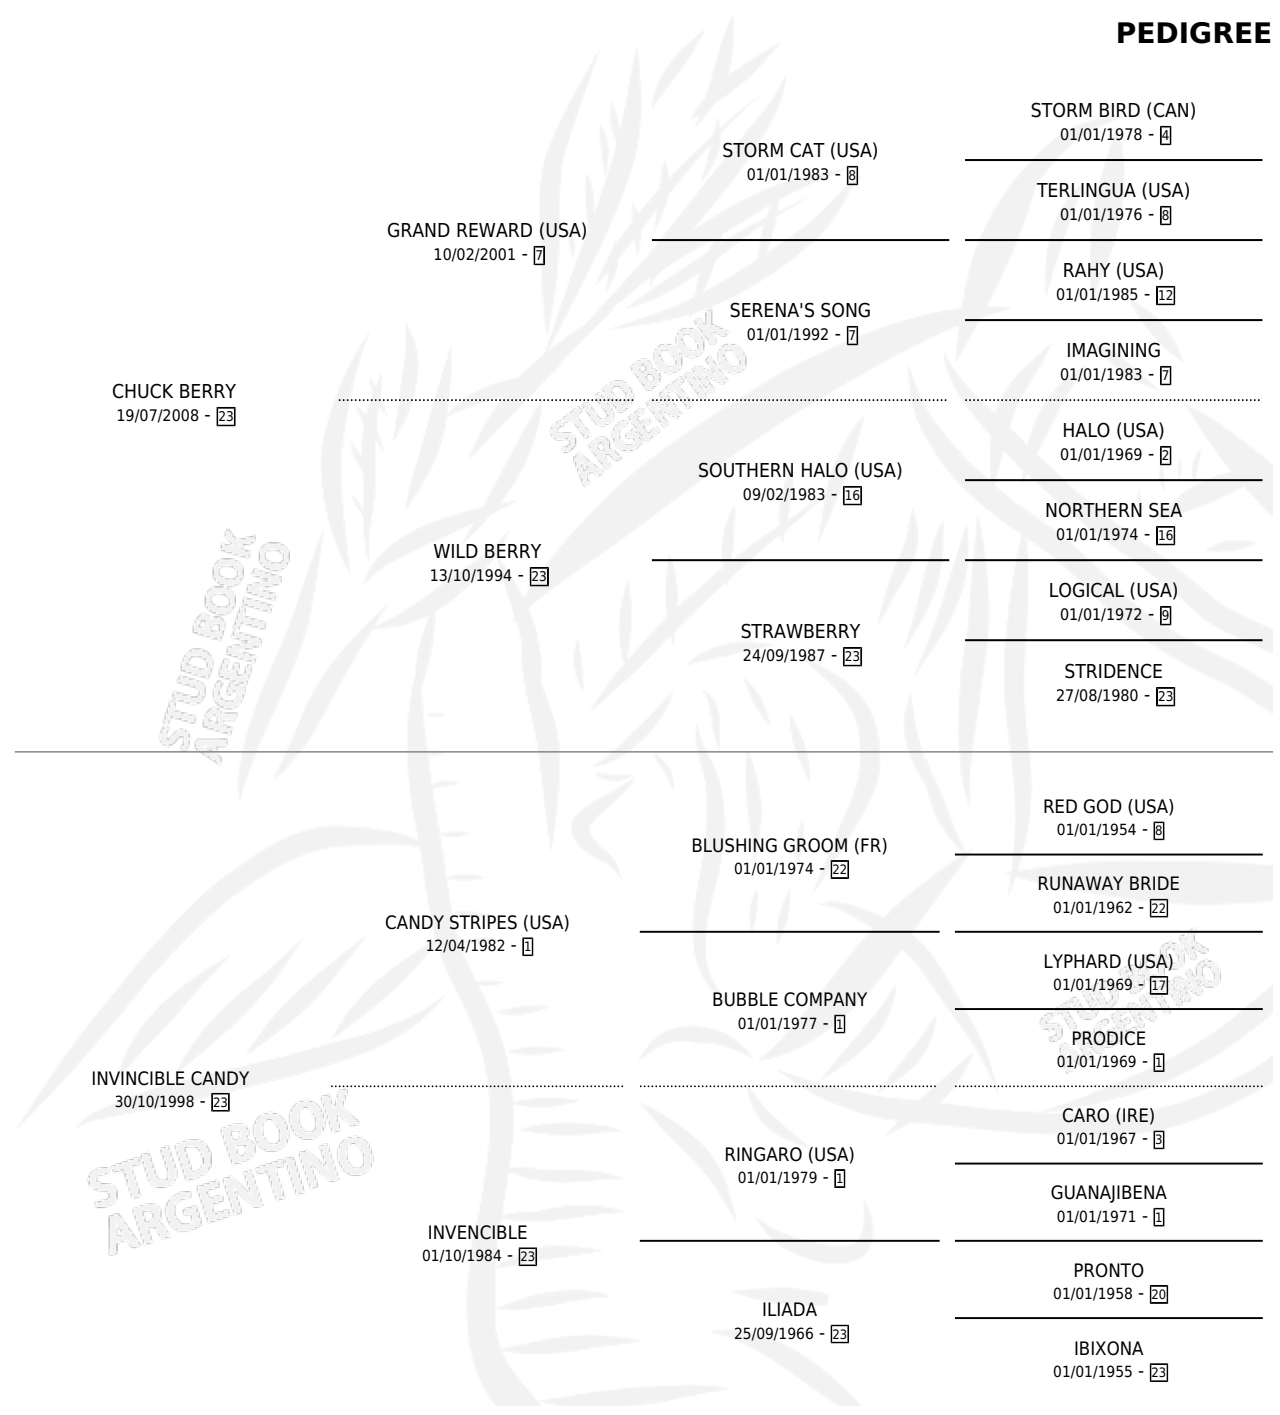 PEDIGREE
STORM BIRD (CAN)
01/01/1978 - 4
STORM CAT (USA)
01/01/1983 - 8
TERLINGUA (USA)
01/01/1976 - 8
GRAND REWARD (USA)
10/02/2001 - 7
RAHY (USA)
01/01/1985 - 12
SERENA'S SONG
01/01/1992 - 7
IMAGINING
01/01/1983 - 7
STUD BOOK
ARGENTINO
CHUCK BERRY
19/07/2008 - 23
HALO (USA)
01/01/1969 - 2
SOUTHERN HALO (USA)
09/02/1983 - 16
NORTHERN SEA
01/01/1974 - 16
WILD BERRY
13/10/1994 - 23
LOGICAL (USA)
01/01/1972 - 9
STRAWBERRY
24/09/1987 - 23
STRIDENCE
27/08/1980 - 23
STUD BOOK
ARGENTINO
RED GOD (USA)
01/01/1954 - 8
BLUSHING GROOM (FR)
01/01/1974 - 22
RUNAWAY BRIDE
01/01/1962 - 22
CANDY STRIPES (USA)
12/04/1982 - 1
LYPHARD (USA)
01/01/1969 - 17
BUBBLE COMPANY
01/01/1977 - 1
STUD BOOK
ARGENTINO
PRODICE
01/01/1969 - 1
INVINCIBLE CANDY
30/10/1998 - 23
CARO (IRE)
01/01/1967 - 3
RINGARO (USA)
01/01/1979 - 1
STUD BOOK
ARGENTINO
GUANAJIBENA
01/01/1971 - 1
INVENCIBLE
01/10/1984 - 23
PRONTO
01/01/1958 - 20
ILIADA
25/09/1966 - 23
IBIXONA
01/01/1955 - 23